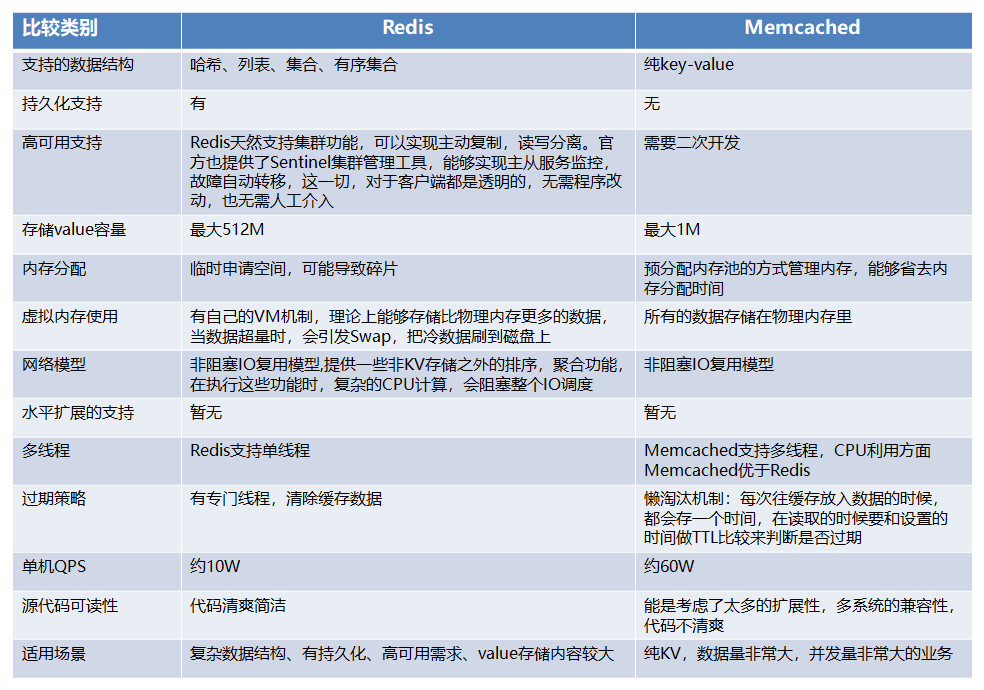 比较类别 Redis Memcached
支持的数据结构 哈希、列表、集合、有序集合 纯key-value
持久化支持 有 无
高可用支持 Redis天然支持集群功能，可以实现主动复制，读写分离。官 需要二次开发
方也提供了Sentinel集群管理工具，能够实现主从服务监控，
故障自动转移，这一切，对于客户端都是透明的，无需程序改
动，也无需人工介入
存储value容量 最大512M 最大1M
内存分配 临时申请空间，可能导致碎片 预分配内存池的方式管理内存，能够省去内
存分配时间
虚拟内存使用 有自己的VM机制，理论上能够存储比物理内存更多的数据， 所有的数据存储在物理内存里
当数据超量时，会引发Swap，把冷数据刷到磁盘上
网络模型 非阻塞IO复用模型,提供一些非KV存储之外的排序，聚合功能， 非阻塞IO复用模型
在执行这些功能时，复杂的CPU计算，会阻塞整个IO调度
水平扩展的支持 暂无 暂无
多线程 Redis支持单线程 Memcached支持多线程，CPU利用方面
Memcached优于Redis
过期策略 有专门线程，清除缓存数据 懒淘汰机制：每次往缓存放入数据的时候，
都会存一个时间，在读取的时候要和设置的
时间做TTL比较来判断是否过期
单机QPS 约10W 约60W
源代码可读性 代码清爽简洁 能是考虑了太多的扩展性，多系统的兼容性，
代码不清爽
适用场景 复杂数据结构、有持久化、高可用需求、value存储内容较大 纯KV，数据量非常大，并发量非常大的业务